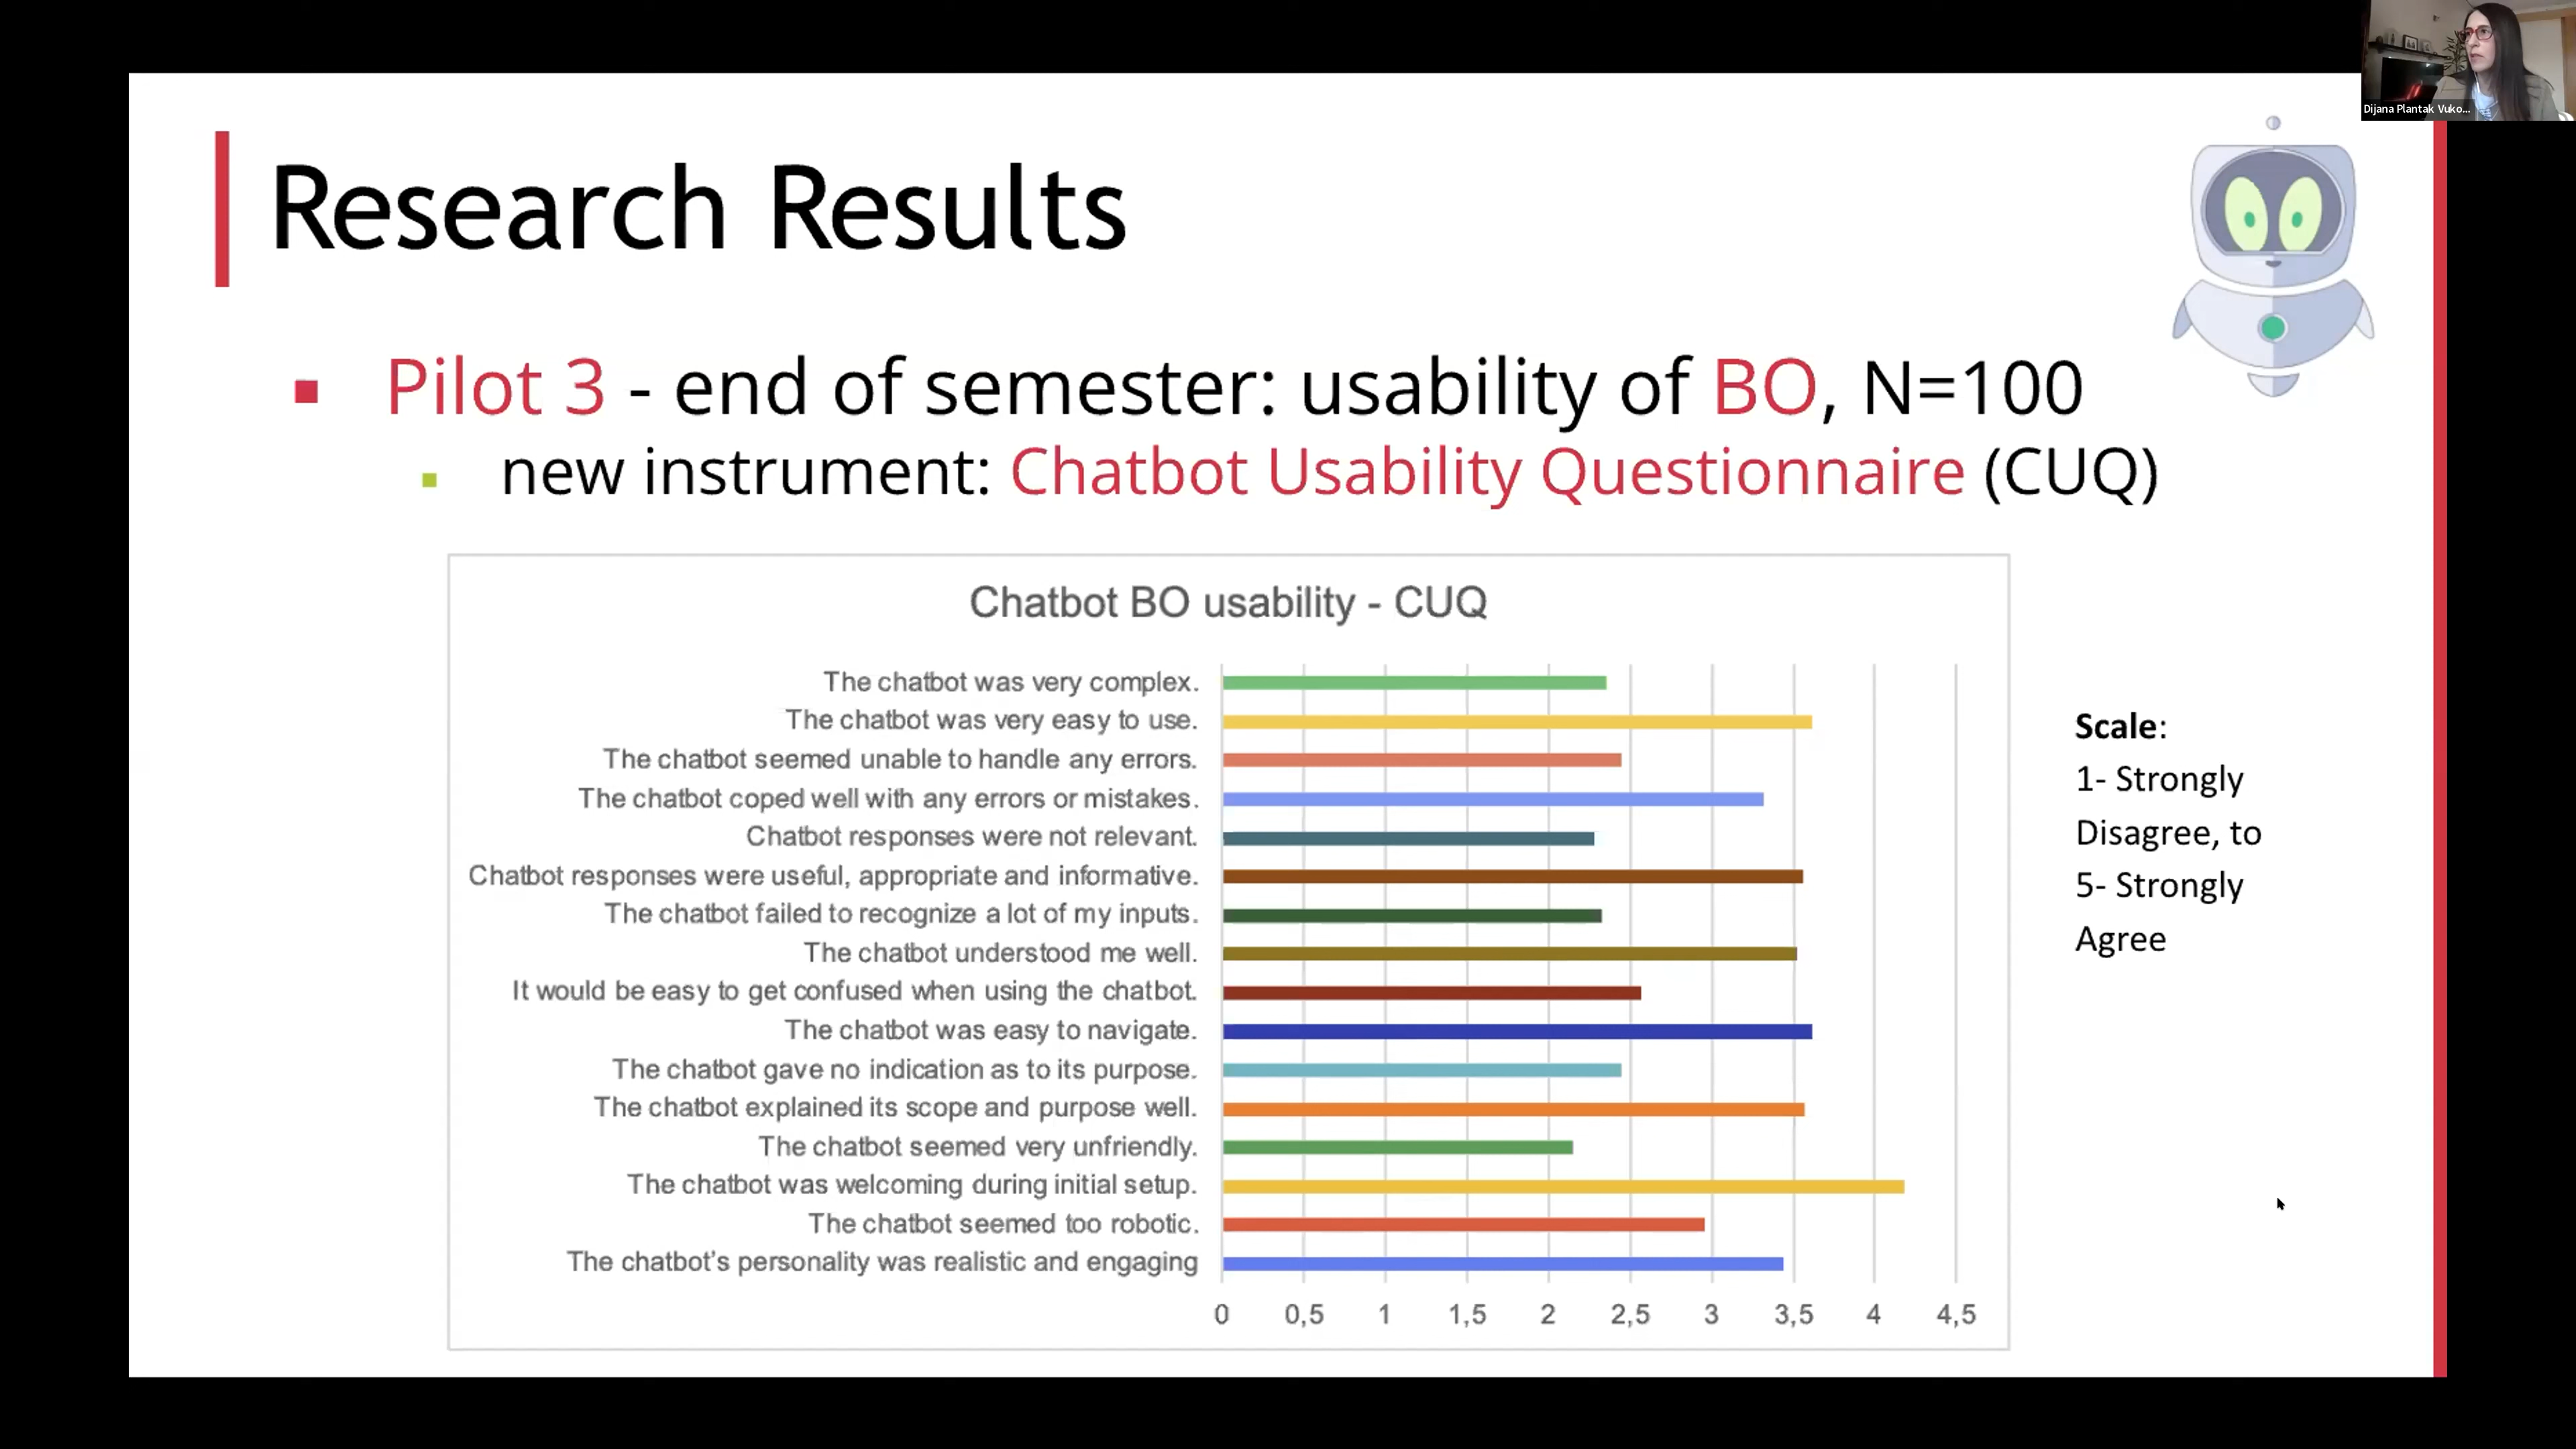 Dijana Plantak Vuko...
Research Results
Pilot 3 - end of semester: usability of BO, N=100
new instrument: Chatbot Usability Questionnaire (CUQ)
Chatbot BO usability - CUQ
The chatbot was very complex.
The chatbot was very easy to use.
The chatbot seemed unable to handle any errors.
The chatbot coped well with any errors or mistakes.
Chatbot responses were not relevant.
Chatbot responses were useful, appropriate and informative.
The chatbot failed to recognize a lot of my inputs.
The chatbot understood me well.
It would be easy to get confused when using the chatbot.
The chatbot was easy to navigate.
The chatbot gave no indication as to its purpose.
The chatbot explained its scope and purpose well.
The chatbot seemed very unfriendly.
The chatbot was welcoming during initial setup.
The chatbot seemed too robotic.
The chatbot’s personality was realistic and engaging
0 0,5 1 1,5 2 2,5 3 3,5 4 4,5
Scale:
1- Strongly
Disagree, to
5- Strongly
Agree